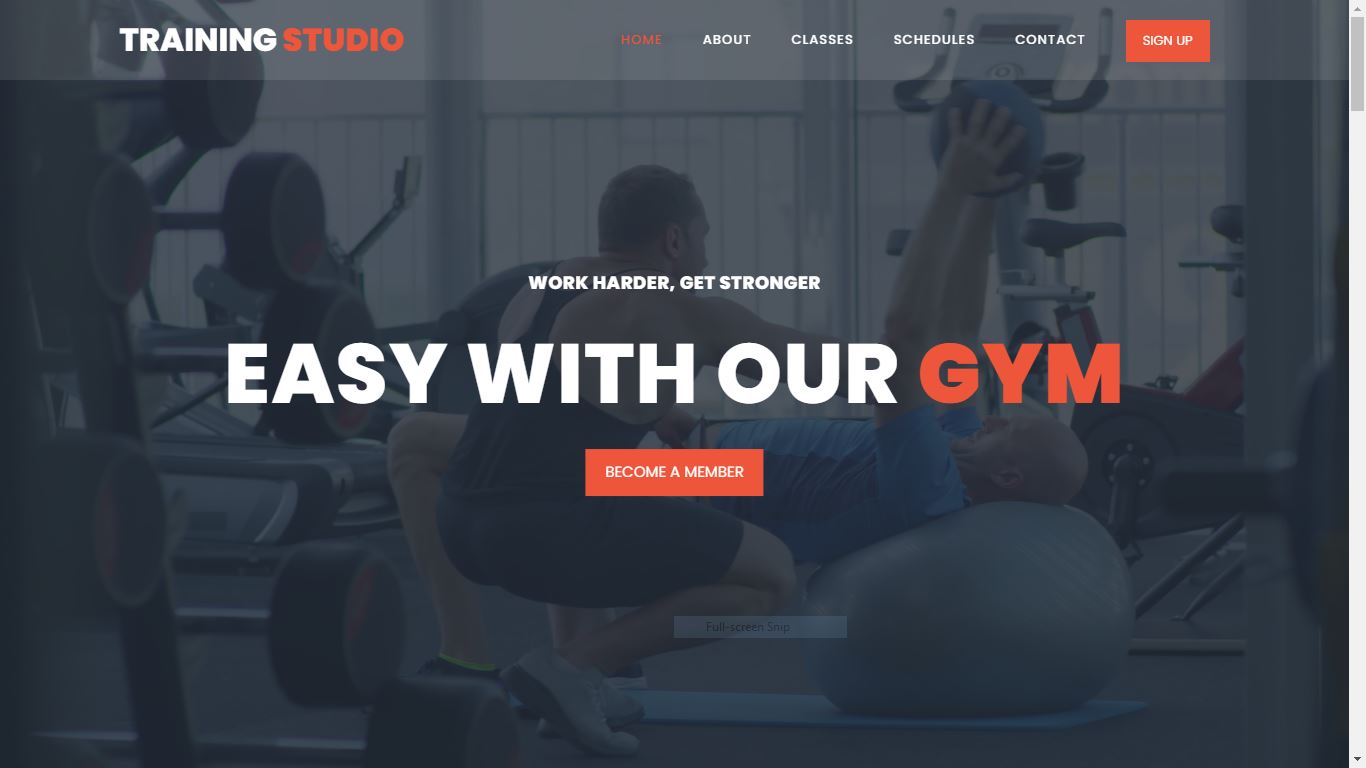 TRAINING STUDIO
HOME ABOUT CLASSES SCHEDULES CONTACT SIGN UP
WORK HARDER, GET STRONGER
EASY WITH OUR GYM
BECOME A MEMBER
Full-screen Snip